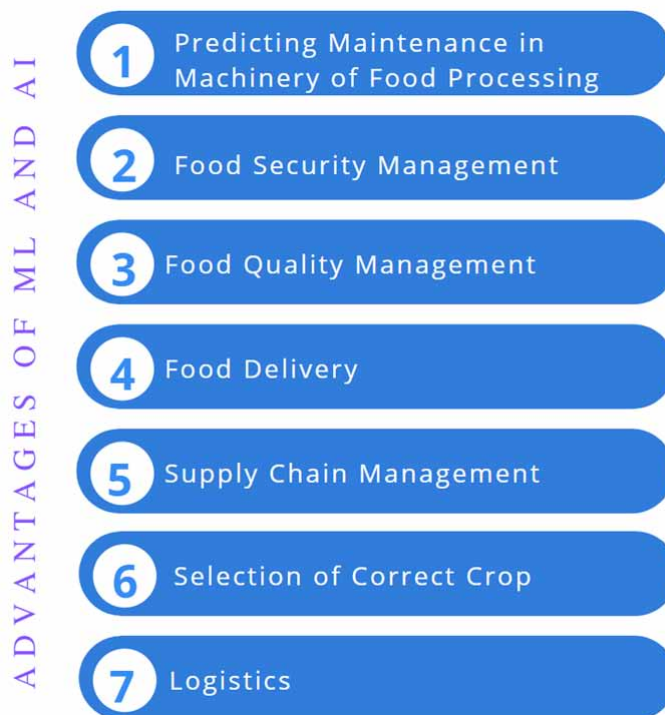 ADVANTAGES OF ML AND AI
1
Predicting Maintenance in
Machinery of Food Processing
2
Food Security Management
3
Food Quality Management
4
Food Delivery
5
Supply Chain Management
6
Selection of Correct Crop
7
Logistics